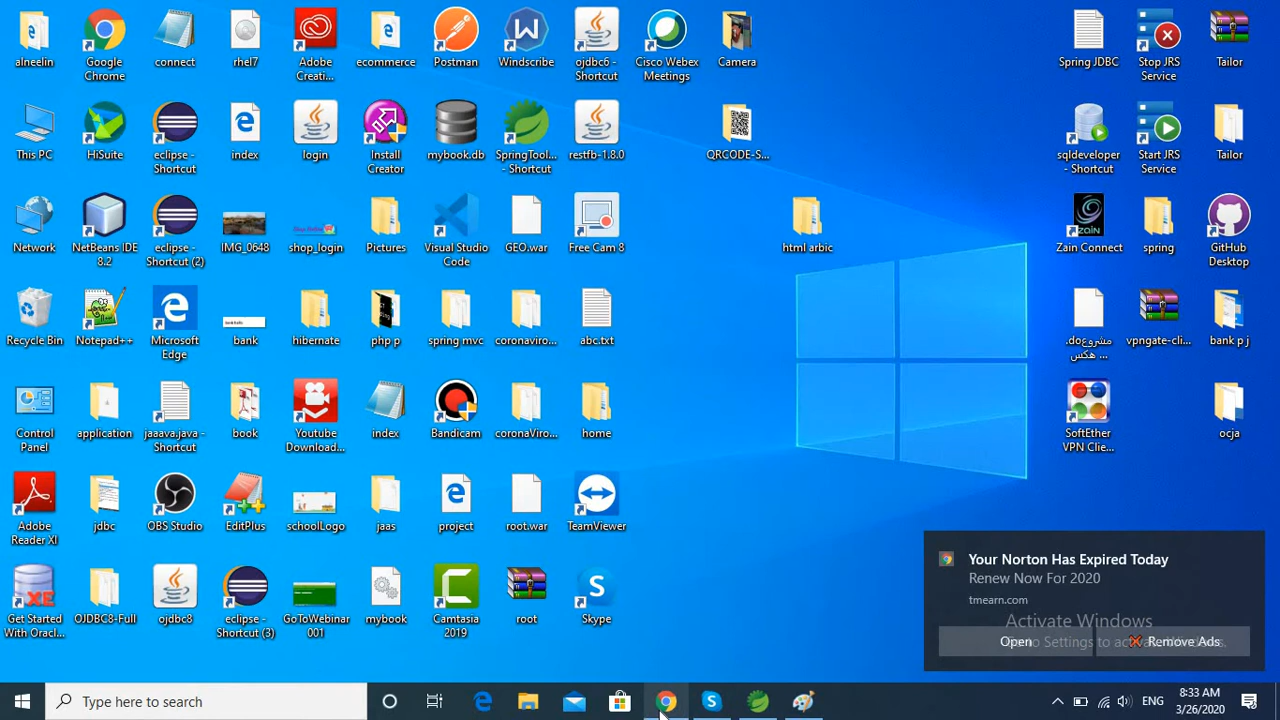 alneelin
Google
Chrome
connect
rhel7
Adobe
Creati...
ecommerce
Postman
Windscribe
ojdbc6 -
Shortcut
Cisco Webex
Meetings
Camera
Spring JDBC
Stop JRS
Service
Tailor
This PC
HiSuite
eclipse -
Shortcut
index
login
Install
Creator
mybook.db
SpringTool...
- Shortcut
restfb-1.8.0
QRCODE-S...
sqldeveloper
- Shortcut
Start JRS
Service
Tailor
Network
NetBeans IDE
8.2
eclipse -
Shortcut (2)
IMG_0648
shop_login
Pictures
Visual Studio
Code
GEO.war
Free Cam 8
html arbic
Zain Connect
spring
GitHub
Desktop
Recycle Bin
Notepad++
Microsoft
Edge
bank
hibernate
php p
spring mvc
coronaviro...
abc.txt
مشروعdo.
هكس ...
vpngate-cli...
bank p j
Control
Panel
application
jaaava.java -
Shortcut
book
Youtube
Download...
index
Bandicam
coronaViro...
home
SoftEther
VPN Clie...
ocja
Adobe
Reader XI
jdbc
OBS Studio
EditPlus
schoolLogo
jaas
project
root.war
TeamViewer
Get Started
With Oracl...
OJDBC8-Full
ojdbc8
eclipse -
Shortcut (3)
GoToWebinar
001
mybook
Camtasia
2019
root
Skype
Your Norton Has Expired Today
Renew Now For 2020
tmearn.com
Activate Windows
Go to Settings to activate Windows.
Open
Remove Ads
Type here to search
ENG
8:33 AM
3/26/2020